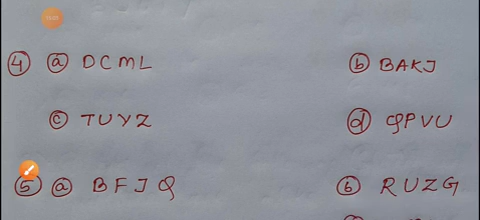 ④ ⓐ DCML ⓑ BAKJ
ⓒ TUYZ ⓓ QPVU
⑤ ⓐ BFJQ ⓑ RUZG